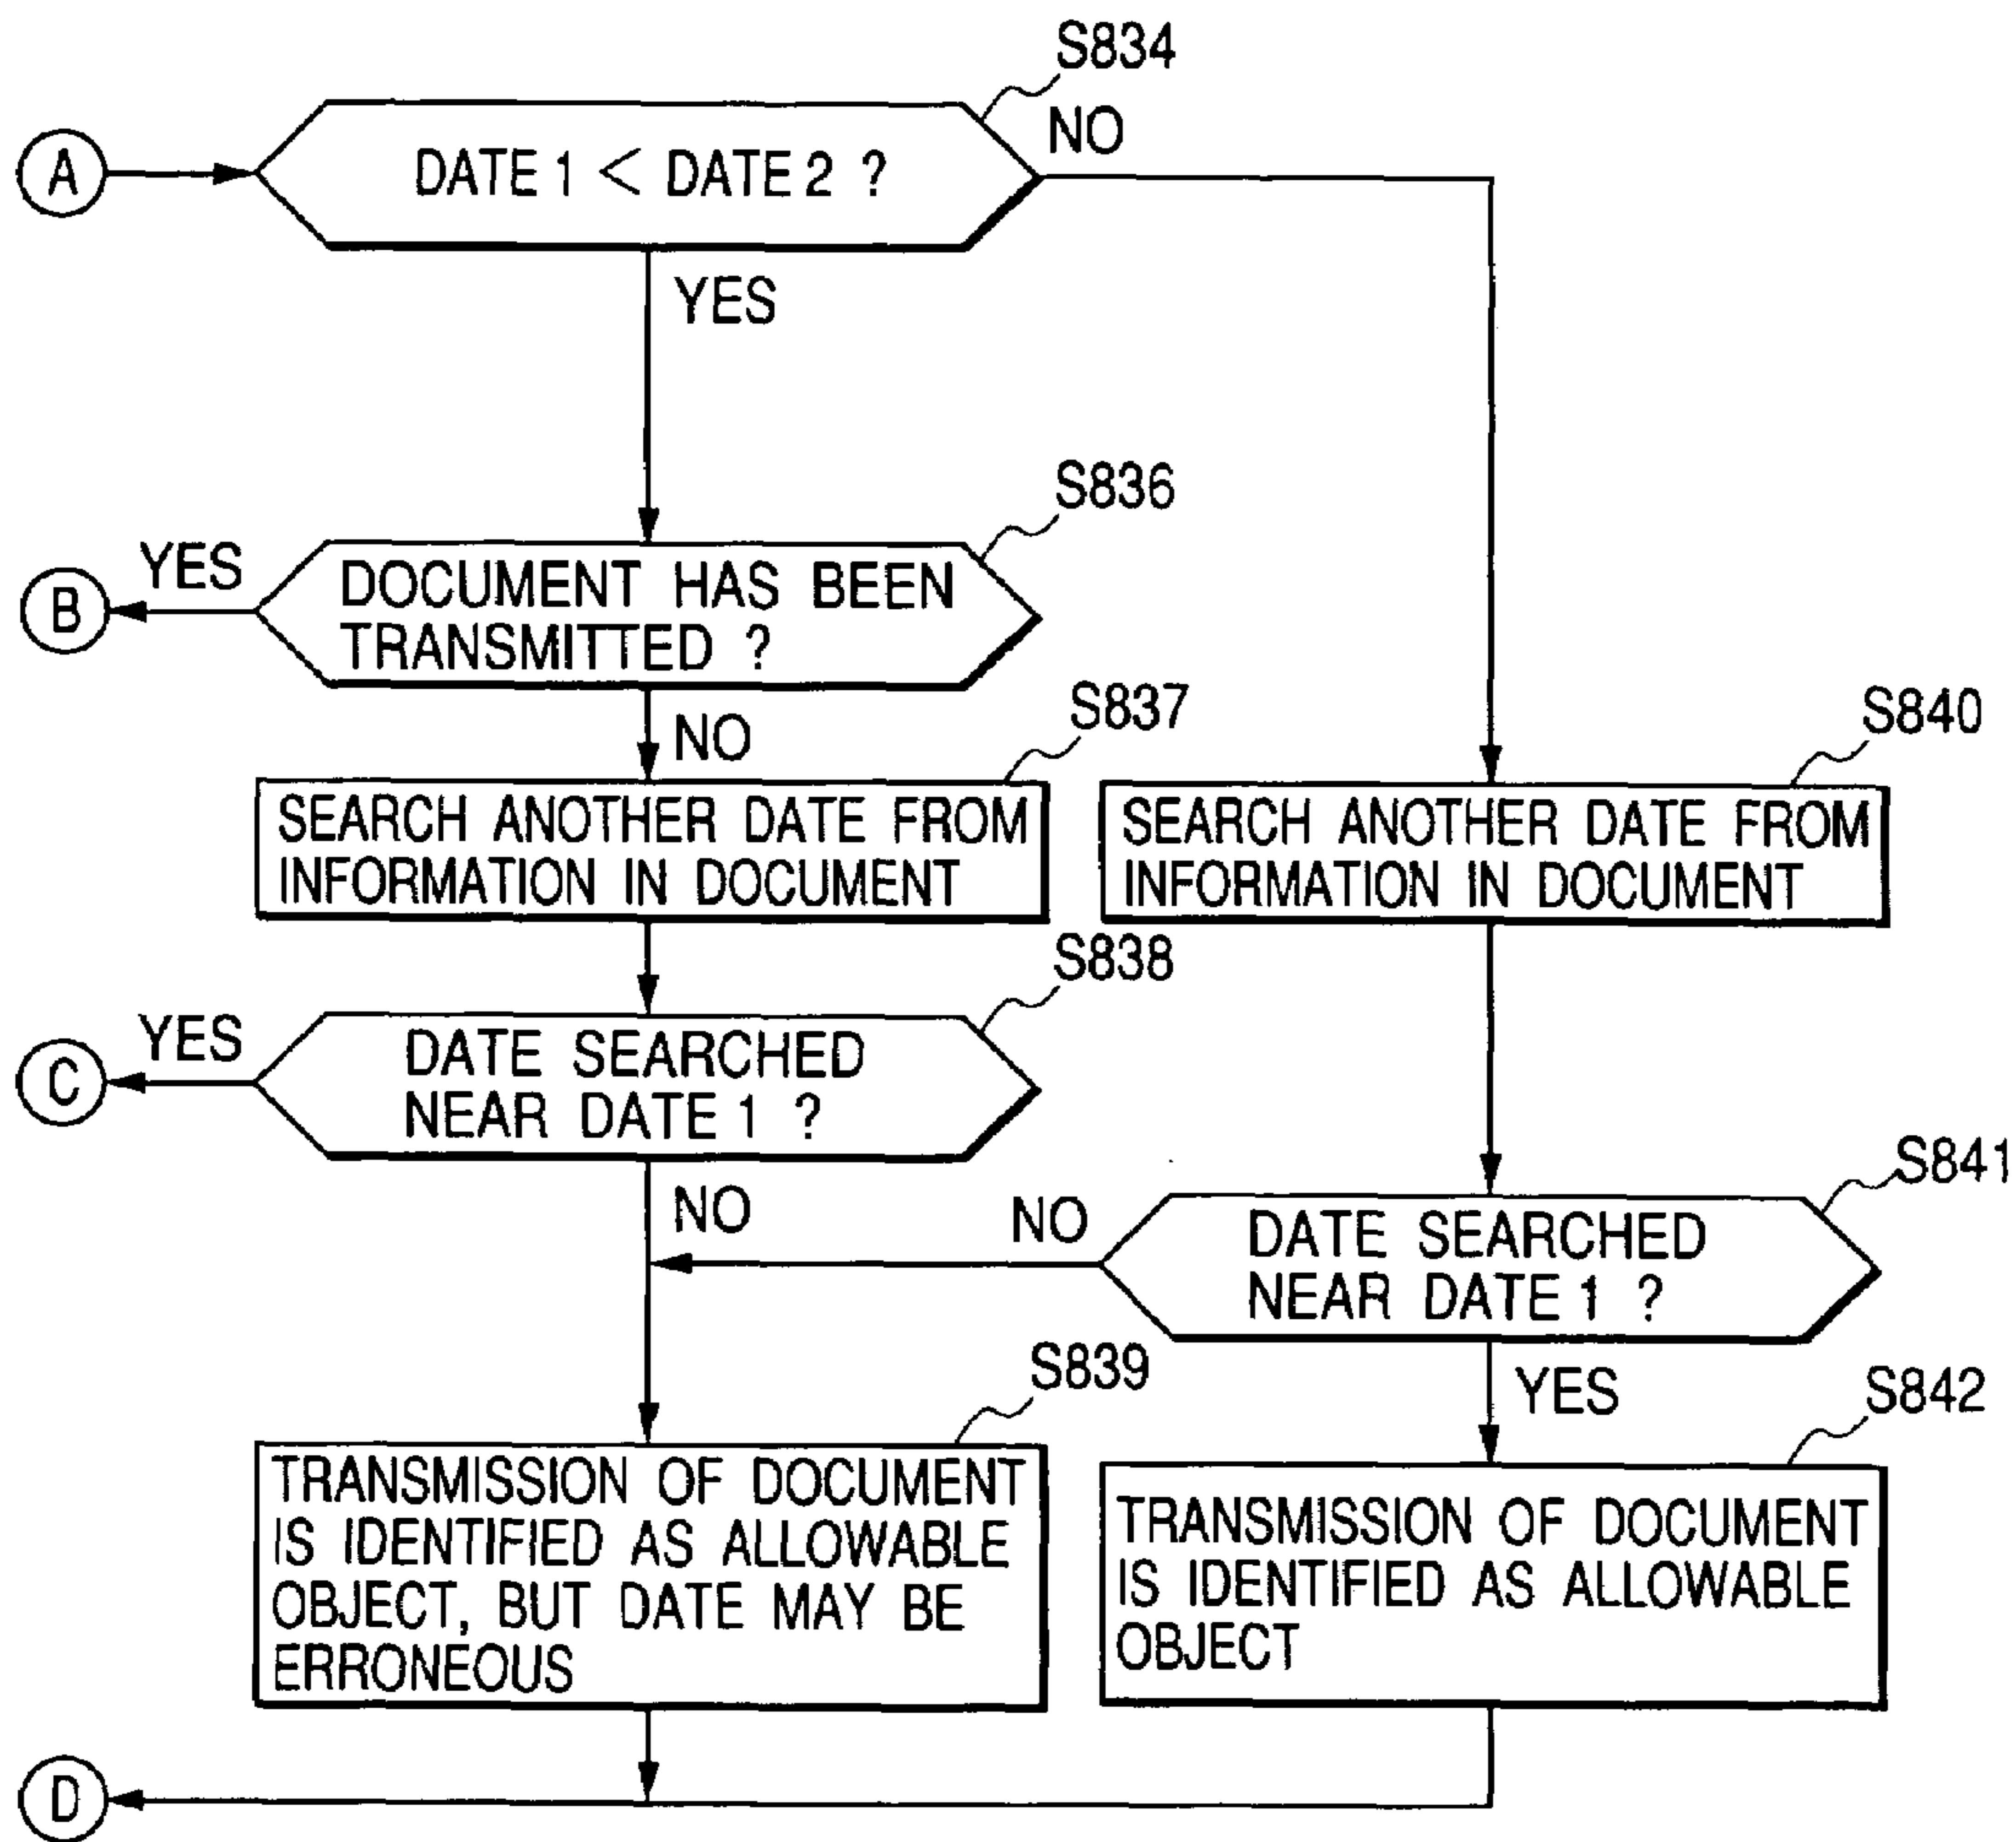 S834
A
DATE 1 < DATE 2 ?
NO
YES
S836
B
YES
DOCUMENT HAS BEEN
TRANSMITTED ?
NO
S837
SEARCH ANOTHER DATE FROM
INFORMATION IN DOCUMENT
S840
SEARCH ANOTHER DATE FROM
INFORMATION IN DOCUMENT
S838
C
YES
DATE SEARCHED
NEAR DATE 1 ?
NO
S841
NO
DATE SEARCHED
NEAR DATE 1 ?
YES
S839
TRANSMISSION OF DOCUMENT
IS IDENTIFIED AS ALLOWABLE
OBJECT, BUT DATE MAY BE
ERRONEOUS
S842
TRANSMISSION OF DOCUMENT
IS IDENTIFIED AS ALLOWABLE
OBJECT
D